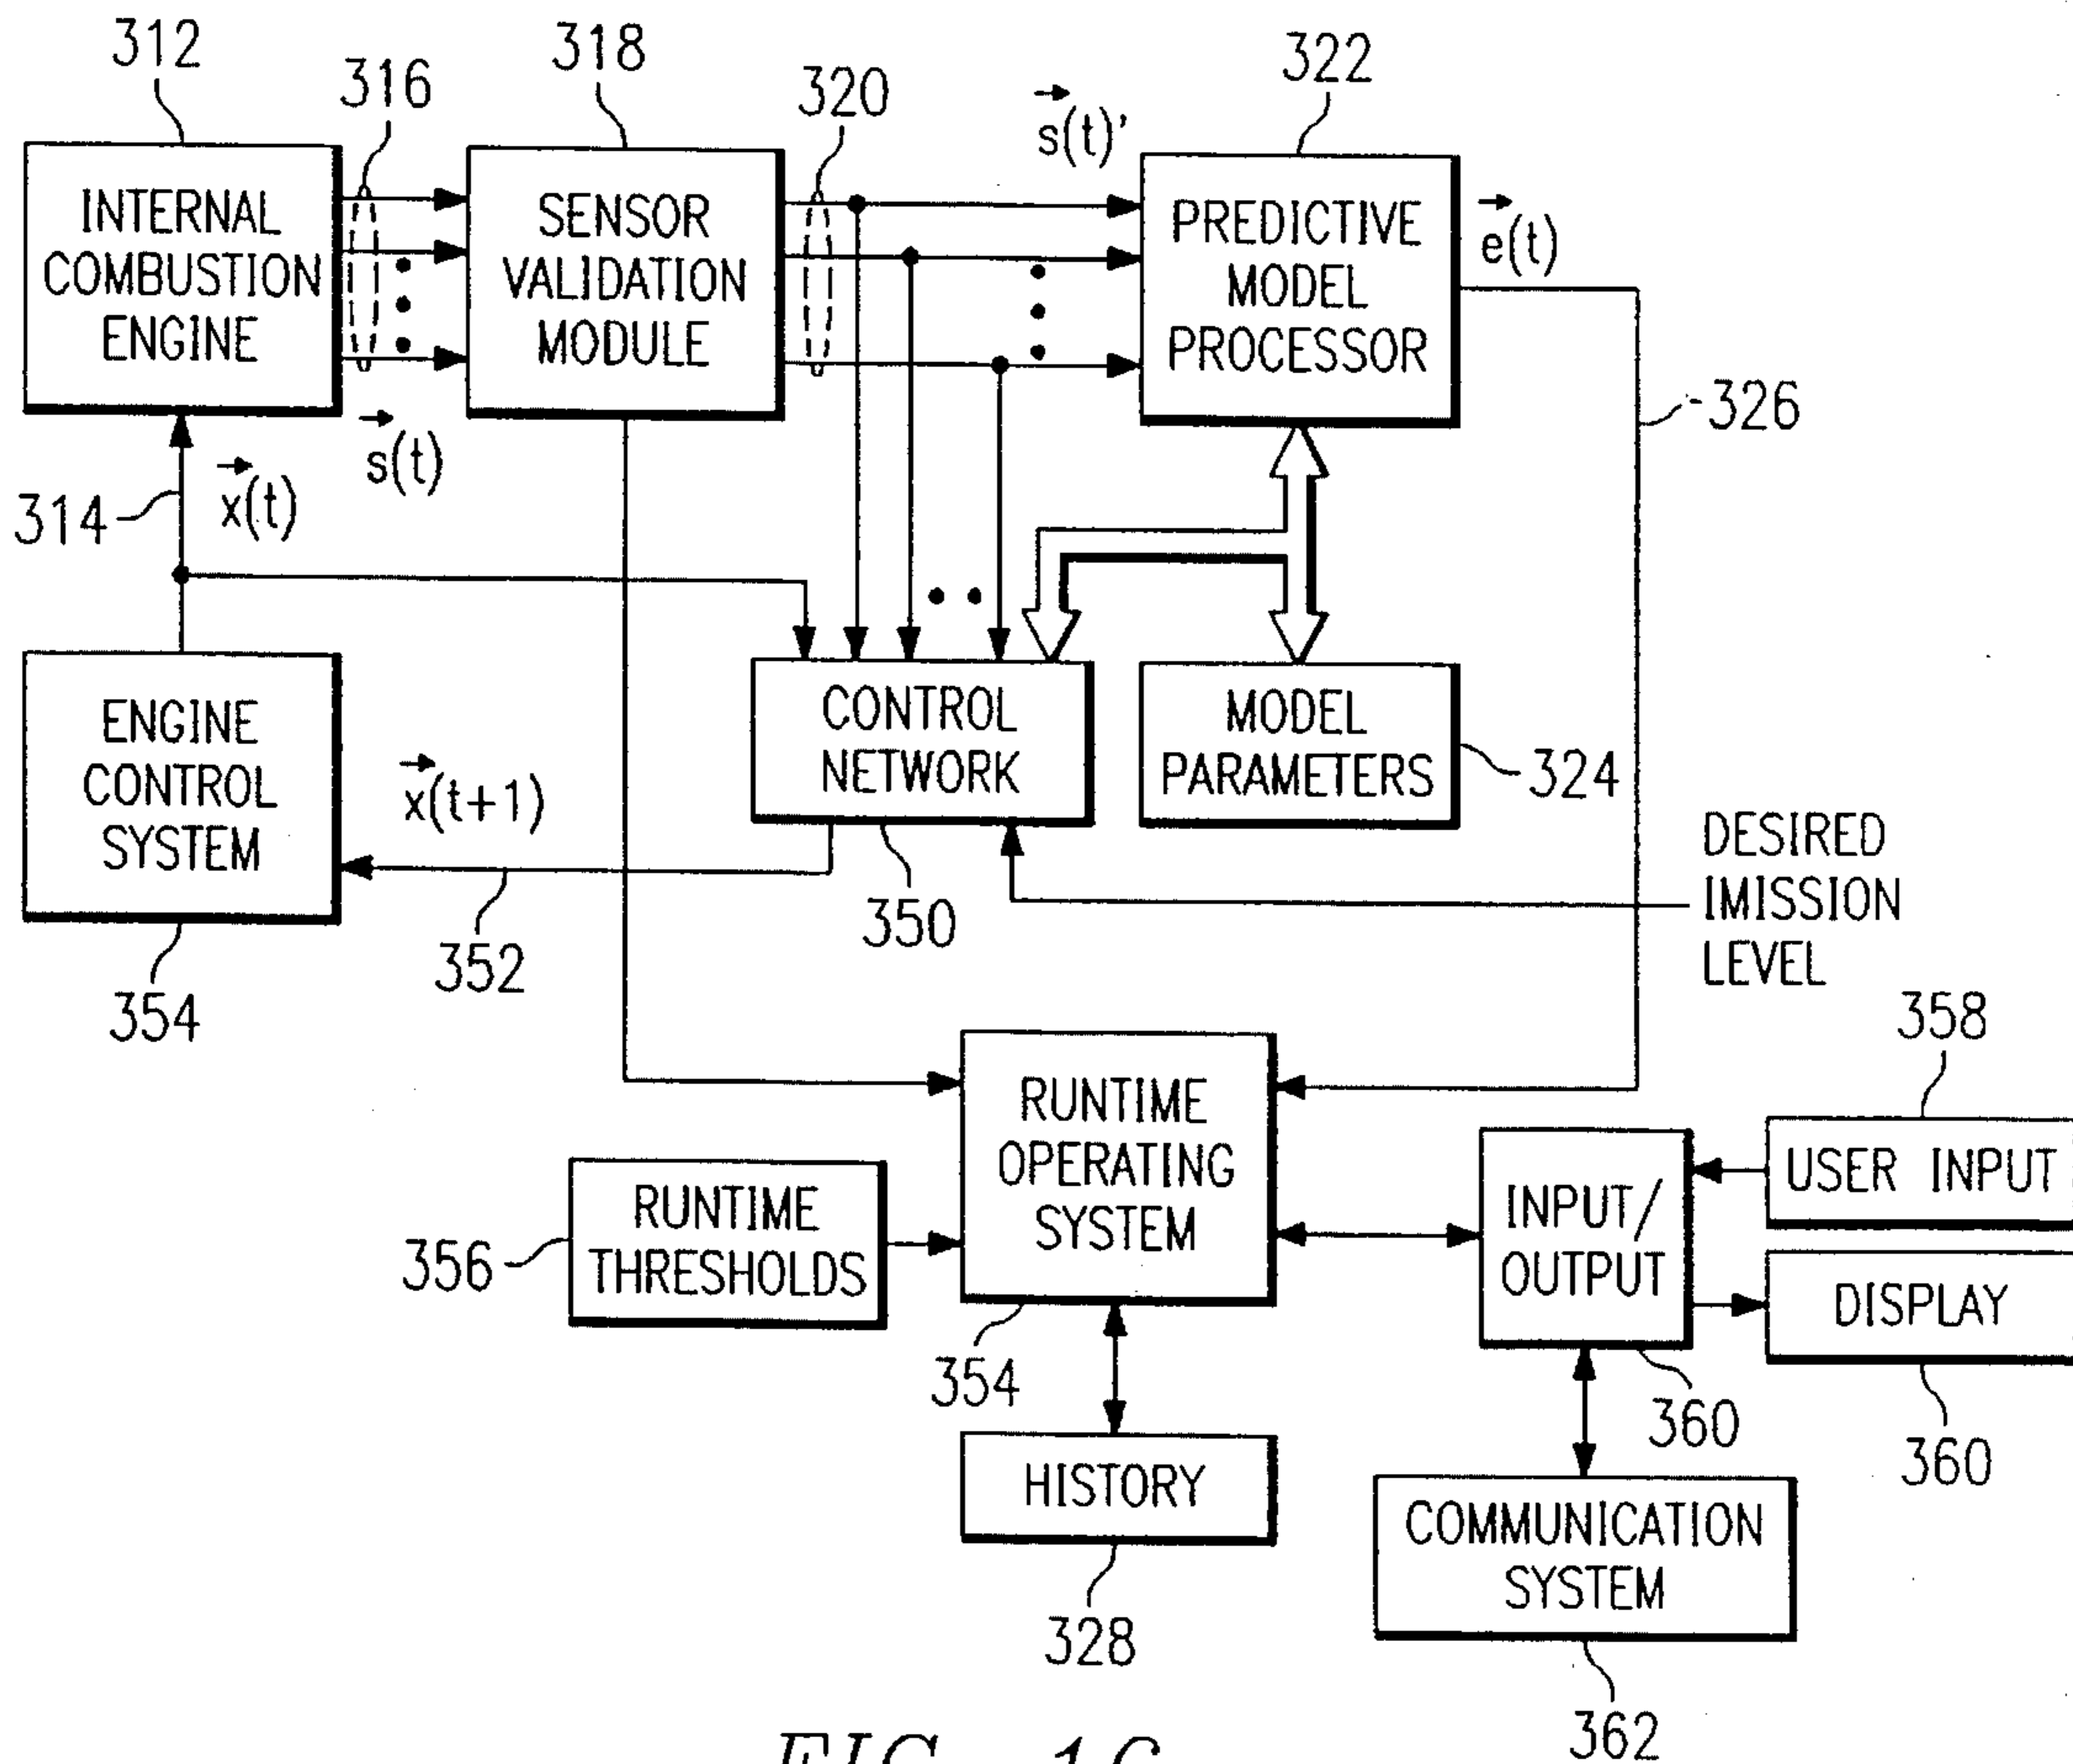 312
316
318
320
s(t)'
322
INTERNAL
COMBUSTION
ENGINE
SENSOR
VALIDATION
MODULE
PREDICTIVE
MODEL
PROCESSOR
e(t)
326
s(t)
x(t)
314
ENGINE
CONTROL
SYSTEM
x(t+1)
CONTROL
NETWORK
MODEL
PARAMETERS
324
DESIRED
IMISSION
LEVEL
350
352
354
358
RUNTIME
OPERATING
SYSTEM
USER INPUT
INPUT/
OUTPUT
RUNTIME
THRESHOLDS
356
DISPLAY
354
360
360
HISTORY
COMMUNICATION
SYSTEM
328
362